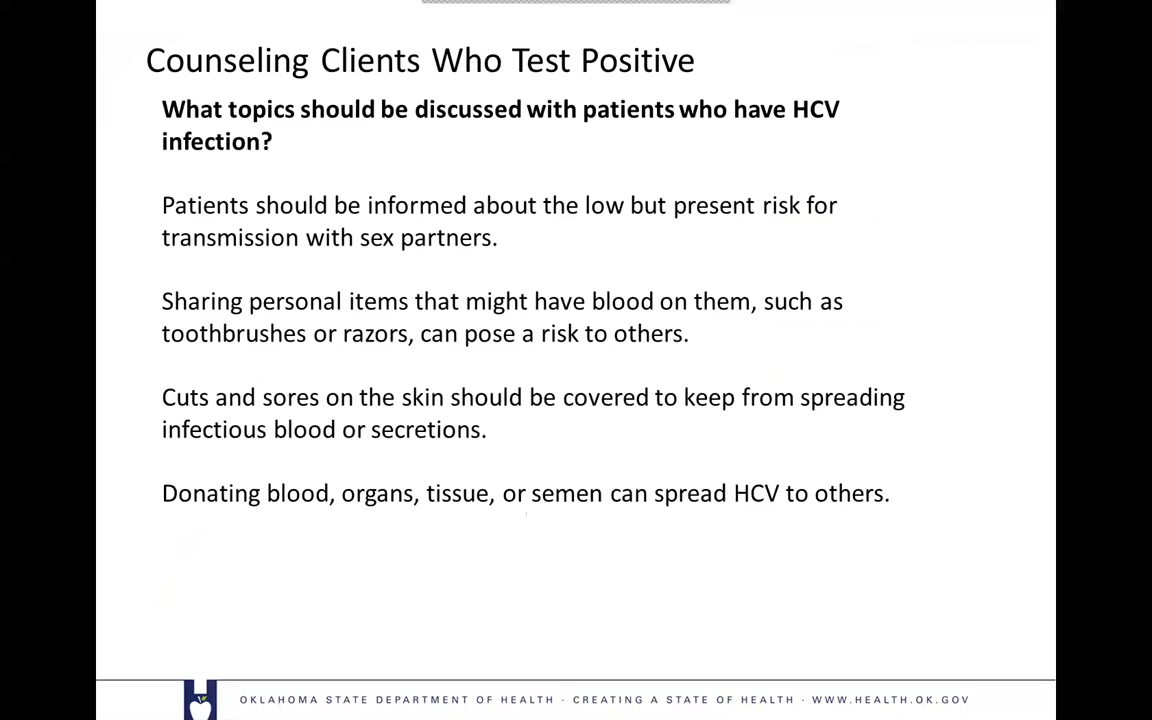 Counseling Clients Who Test Positive
What topics should be discussed with patients who have HCV
infection?
Patients should be informed about the low but present risk for
transmission with sex partners.
Sharing personal items that might have blood on them, such as
toothbrushes or razors, can pose a risk to others.
Cuts and sores on the skin should be covered to keep from spreading
infectious blood or secretions.
Donating blood, organs, tissue, or semen can spread HCV to others.
OKLAHOMA STATE DEPARTMENT OF HEALTH · CREATING A STATE OF HEALTH · WWW.HEALTH.OK.GOV